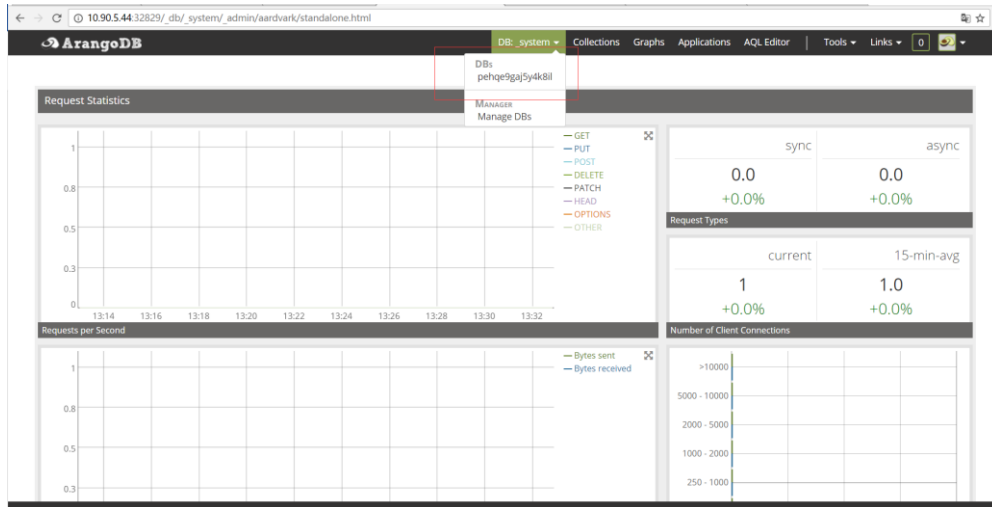 10.90.5.44:32829/_db/_system/_admin/aardvark/standalone.html
ArangoDB
DB: _system
Collections
Graphs
Applications
AQL Editor
Tools
Links
0
DBs
pehqe9gaj5y4k8il
MANAGER
Manage DBs
Request Statistics
1
0.8
0.5
0.3
0
13:14 13:16 13:18 13:20 13:22 13:24 13:26 13:28 13:30 13:32
GET
PUT
POST
DELETE
PATCH
HEAD
OPTIONS
OTHER
Requests per Second
sync async
0.0 0.0
+0.0% +0.0%
Request Types
current 15-min-avg
1 1.0
+0.0% +0.0%
Number of Client Connections
1
0.8
0.5
0.3
Bytes sent
Bytes received
>10000
5000 - 10000
2000 - 5000
1000 - 2000
250 - 1000